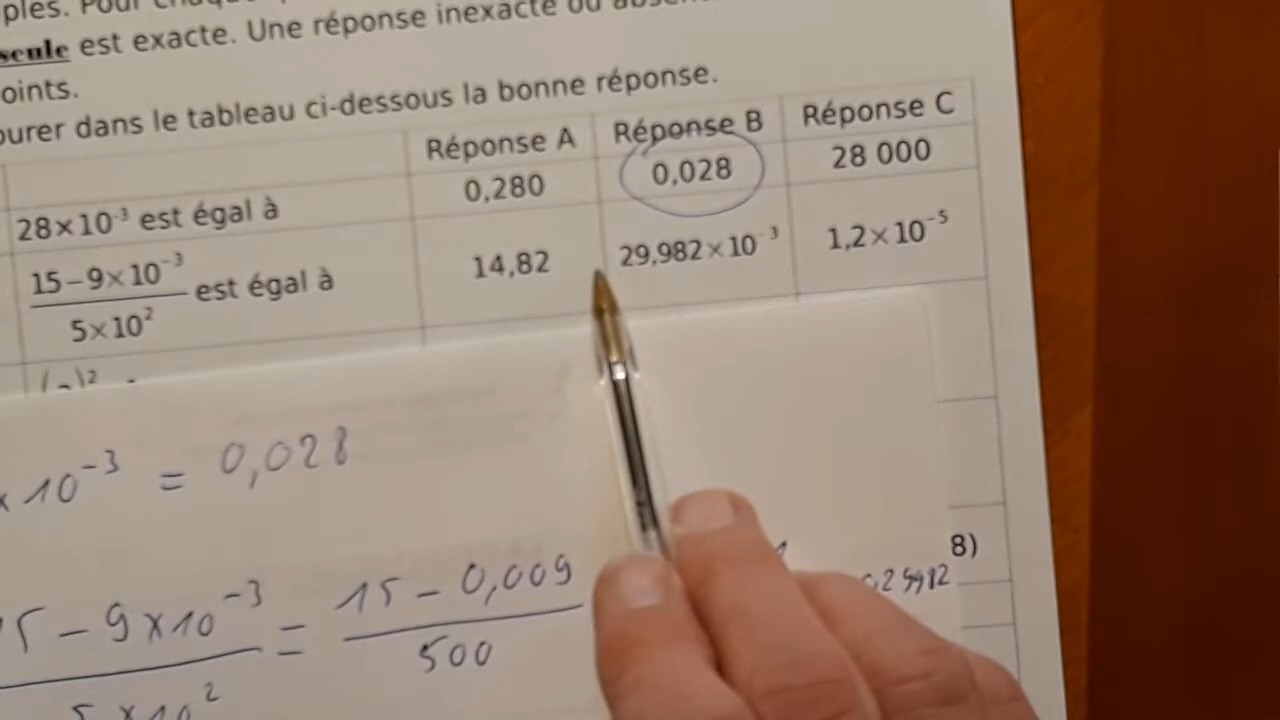 ples. Pour
scule est exacte. Une réponse inexacte ou
oints.
ourer dans le tableau ci-dessous la bonne réponse.
Réponse A Réponse B Réponse C
28×10⁻³ est égal à 0,280 0,028 28 000
15−9×10⁻³ / 5×10² est égal à 14,82 29,982×10⁻³ 1,2×10⁻⁵
× 10⁻³ = 0,028
5 − 9×10⁻³ / 5×10² = 15 − 0,009 / 500
8)